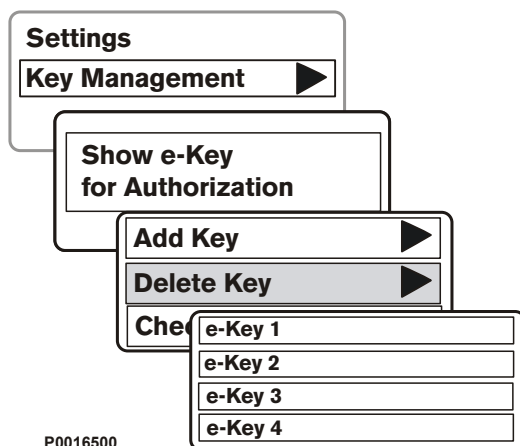 Settings
Key Management
Show e-Key
for Authorization
Add Key
Delete Key
e-Key 1
e-Key 2
e-Key 3
e-Key 4
P0016500